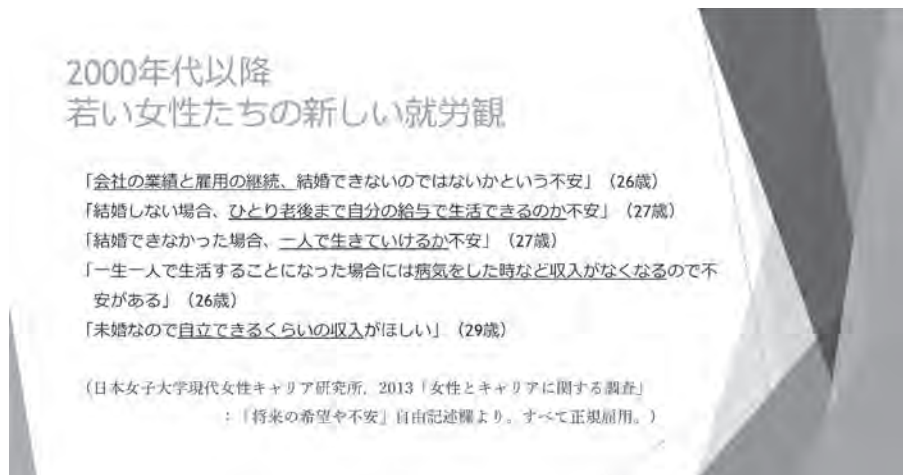 2000年代以降
若い女性たちの新しい就労観
「会社の業績と雇用の継続、結婚できないのではないかという不安」（26歳）
「結婚しない場合、ひとり老後まで自分の給与で生活できるのか不安」（27歳）
「結婚できなかった場合、一人で生きていけるか不安」（27歳）
「一生一人で生活することになった場合には病気をした時など収入がなくなるので不
安がある」（26歳）
「未婚なので自立できるくらいの収入がほしい」（29歳）
（日本女子大学現代女性キャリア研究所，2013「女性とキャリアに関する調査」
：「将来の希望や不安」自由記述欄より。すべて正規雇用。）